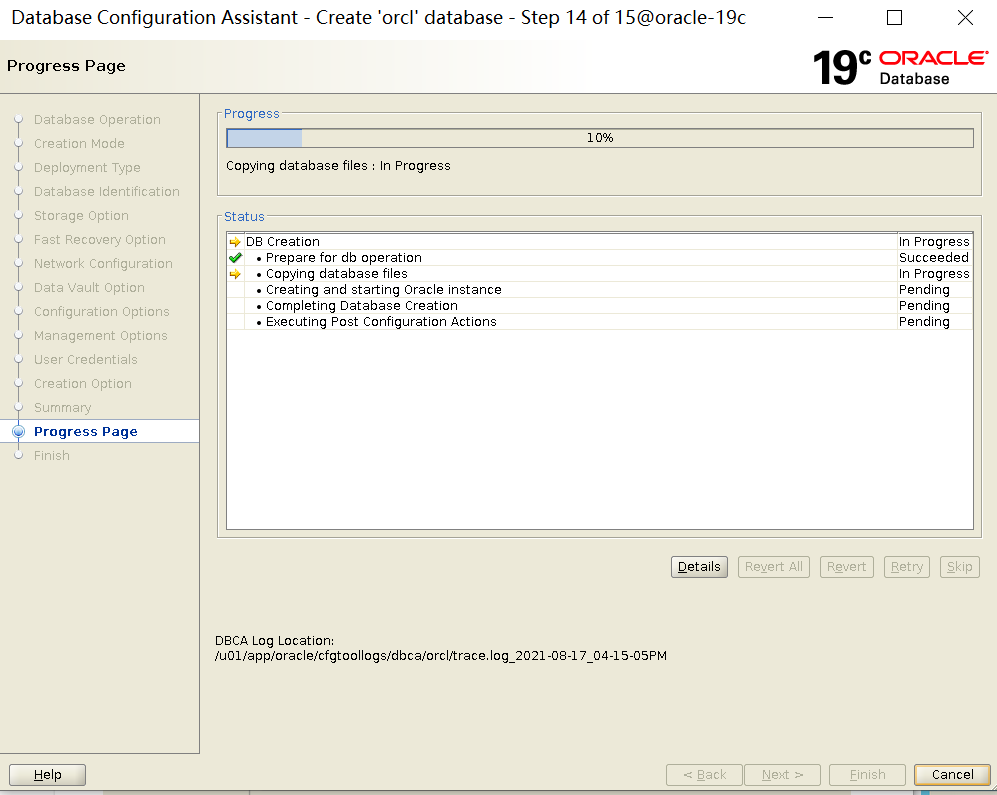 Database Configuration Assistant - Create 'orcl' database - Step 14 of 15@oracle-19c
Progress Page
19c ORACLE
Database
Database Operation
Creation Mode
Deployment Type
Database Identification
Storage Option
Fast Recovery Option
Network Configuration
Data Vault Option
Configuration Options
Management Options
User Credentials
Creation Option
Summary
Progress Page
Finish
Progress
10%
Copying database files : In Progress
Status
DB Creation In Progress
• Prepare for db operation Succeeded
• Copying database files In Progress
• Creating and starting Oracle instance Pending
• Completing Database Creation Pending
• Executing Post Configuration Actions Pending
Details Revert All Revert Retry Skip
DBCA Log Location:
/u01/app/oracle/cfgtoollogs/dbca/orcl/trace.log_2021-08-17_04-15-05PM
Help < Back Next > Finish Cancel